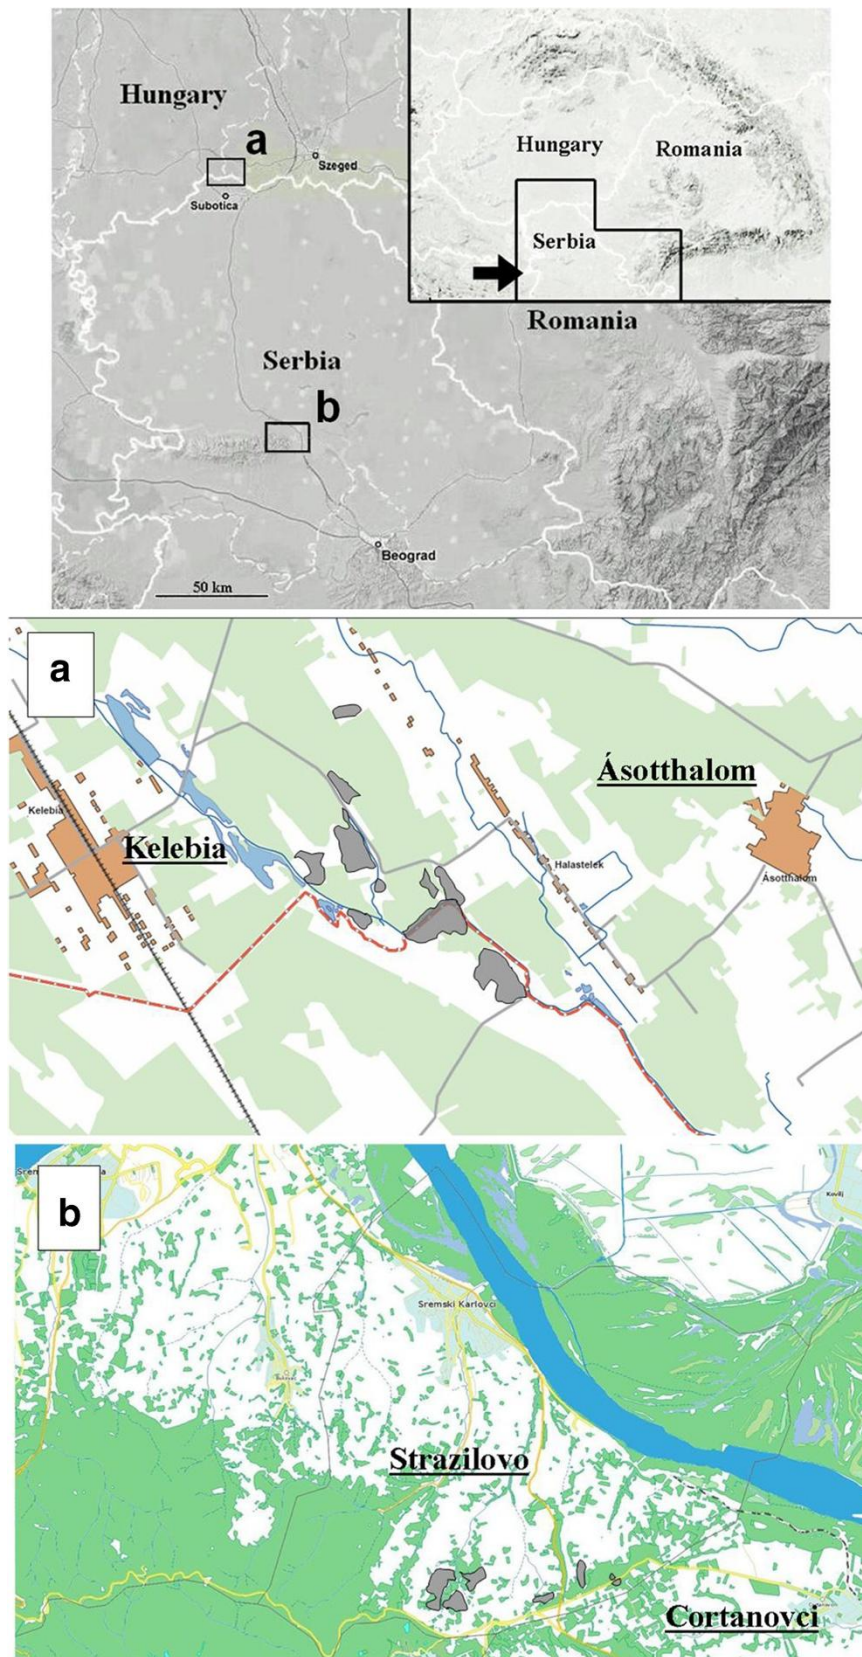 Hungary
a
Szeged
Subotica
Serbia
b
Beograd
50 km
Hungary
Romania
Serbia
Romania
a
Ásotthalom
Kelebia
Kelebia
Halastelek
Ásotthalom
b
Sremski Karlovci
Kovilj
Strazilovo
Cortanovci